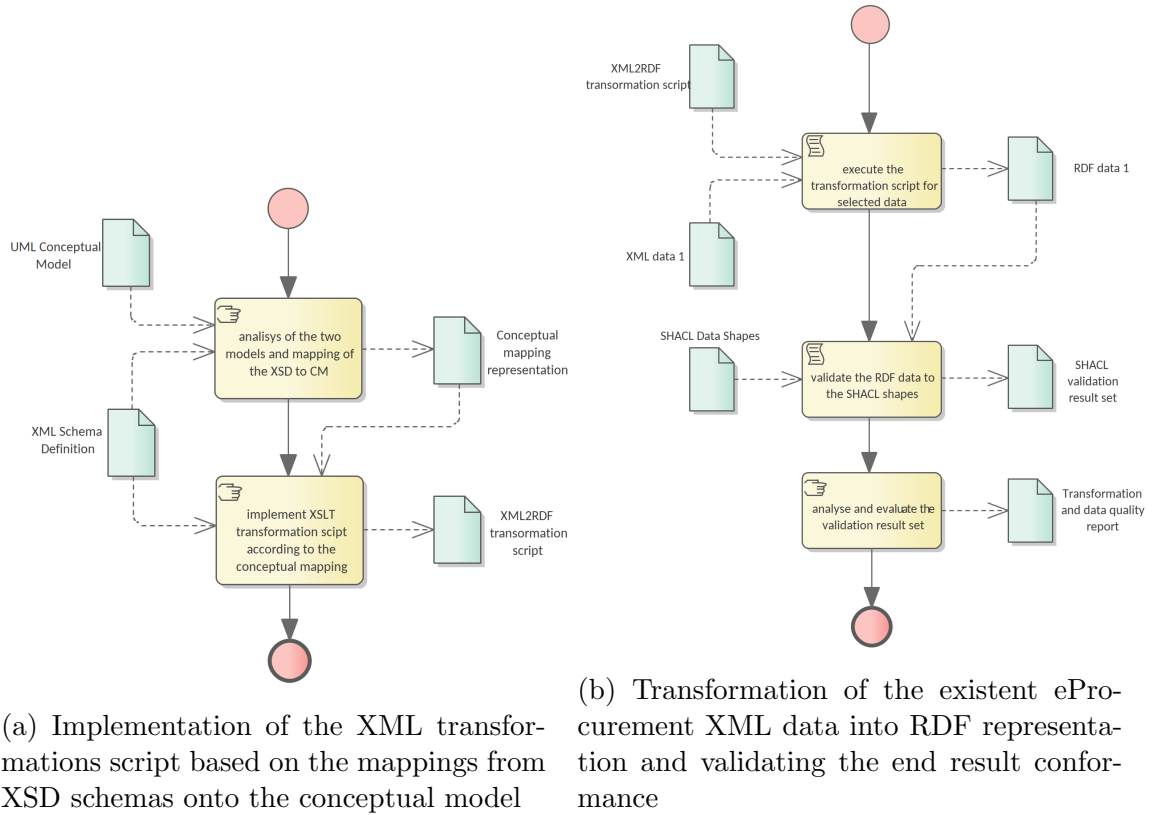 UML Conceptual
Model
analisys of the two
models and mapping of
the XSD to CM
Conceptual
mapping
representation
XML Schema
Definition
implement XSLT
transformation scipt
according to the
conceptual mapping
XML2RDF
transormation
script
(a) Implementation of the XML transfor-
mations script based on the mappings from
XSD schemas onto the conceptual model
XML2RDF
transormation script
execute the
transformation script for
selected data
RDF data 1
XML data 1
SHACL Data Shapes
validate the RDF data to
the SHACL shapes
SHACL
validation
result set
analyse and evaluate the
validation result set
Transformation
and data quality
report
(b) Transformation of the existent ePro-
curement XML data into RDF representa-
tion and validating the end result confor-
mance